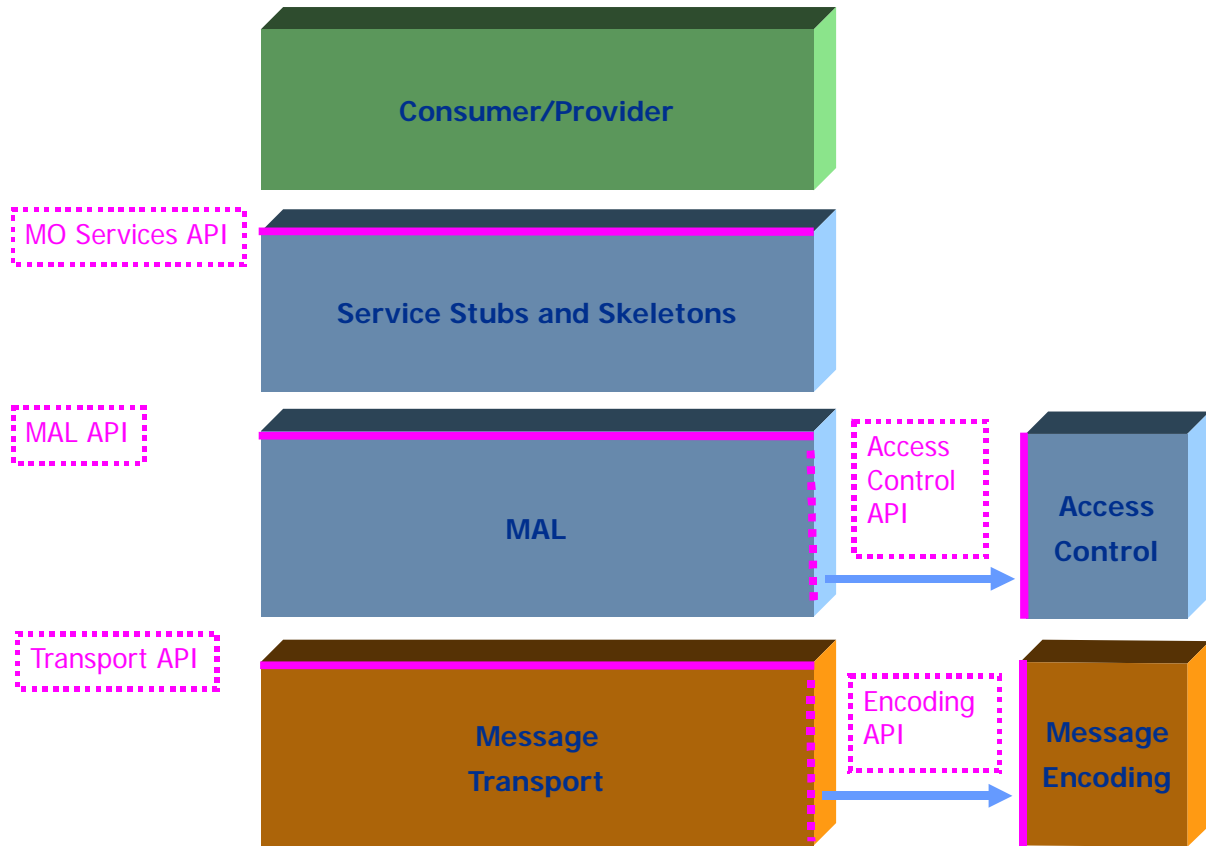 Consumer/Provider
MO Services API
Service Stubs and Skeletons
MAL API
MAL
Access
Control
API
Access
Control
Transport API
Message
Transport
Encoding
API
Message
Encoding